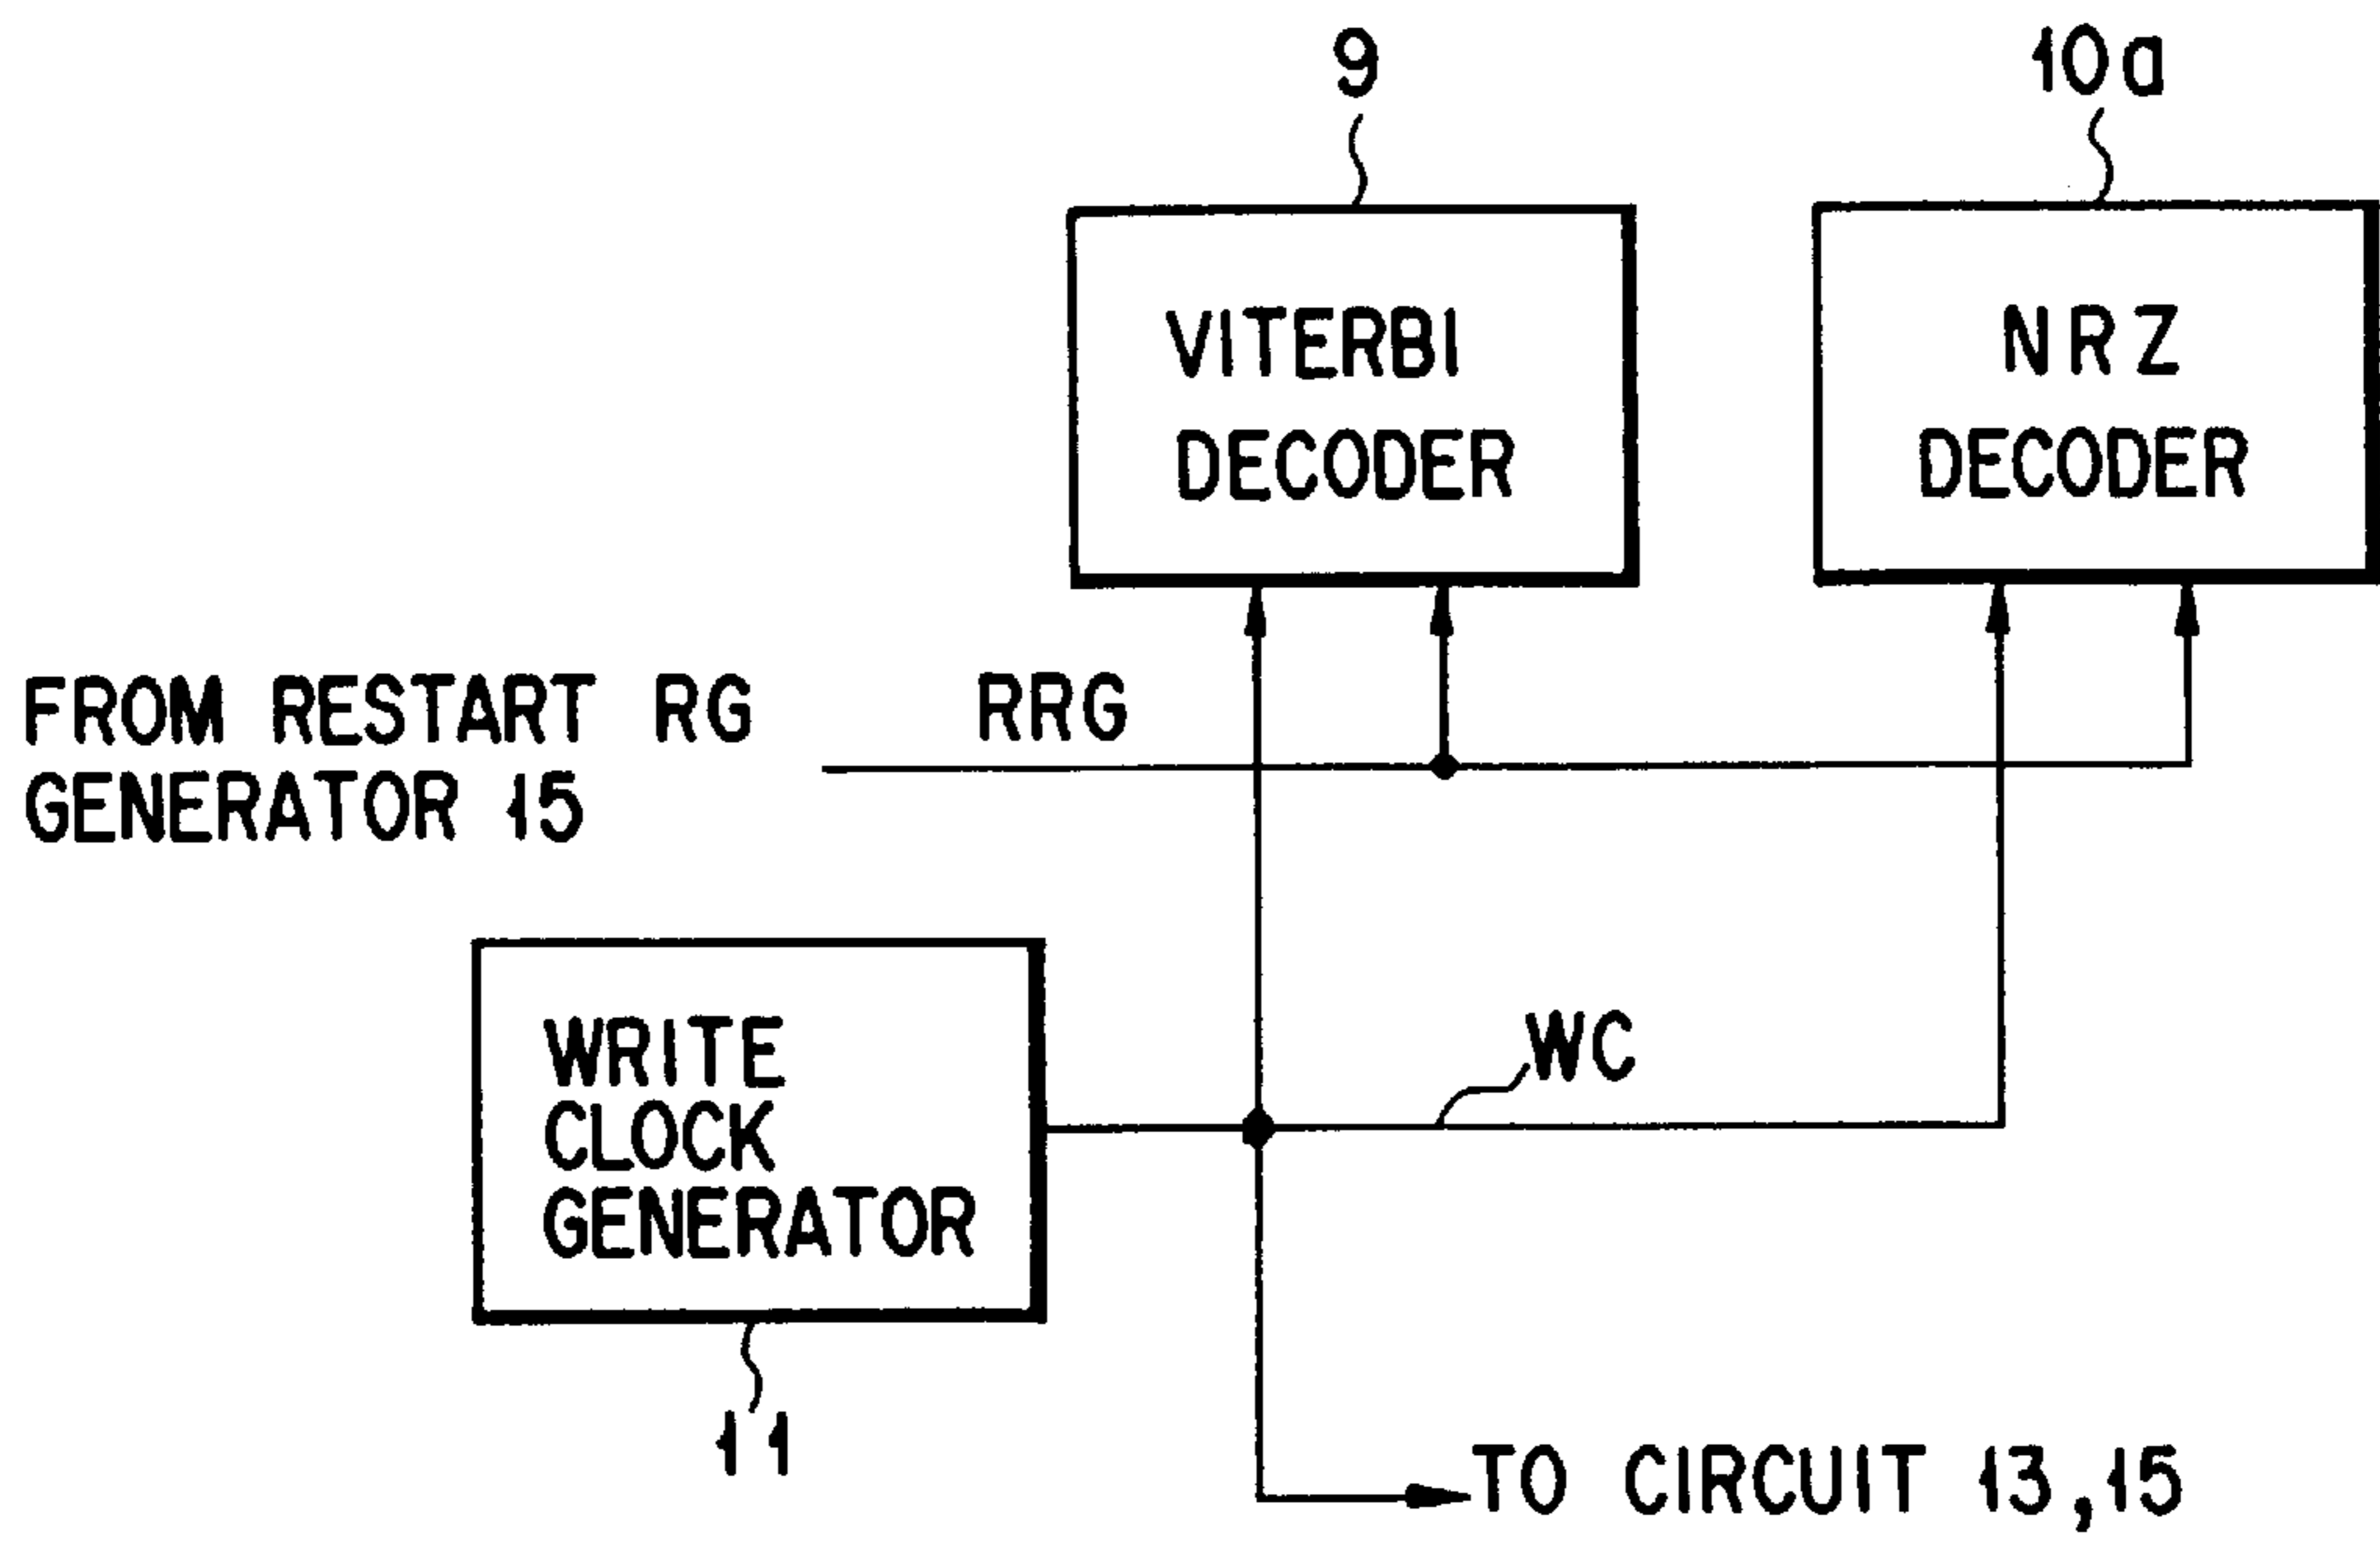 9
10a
VITERBI
DECODER
NRZ
DECODER
FROM RESTART RG
GENERATOR 15
RRG
WRITE
CLOCK
GENERATOR
WC
11
TO CIRCUIT 13,15